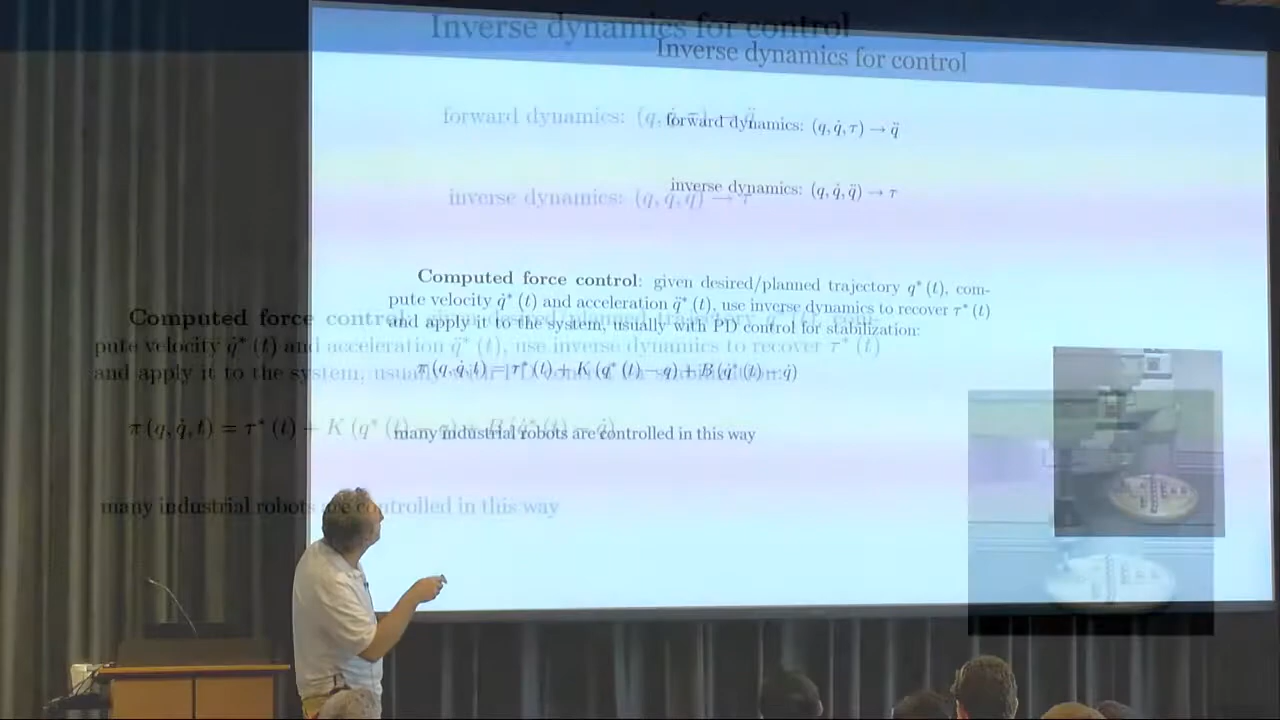 Inverse dynamics for control
forward dynamics: (q, q̇, τ) → q̈
inverse dynamics: (q, q̇, q̈) → τ
Computed force control: given desired/planned trajectory q* (t), com-
pute velocity q̇* (t) and acceleration q̈* (t), use inverse dynamics to recover τ* (t)
and apply it to the system, usually with PD control for stabilization:
π (q, q̇, t) = τ* (t) + K (q* (t) − q) + B (q̇* (t) − q̇)
many industrial robots are controlled in this way